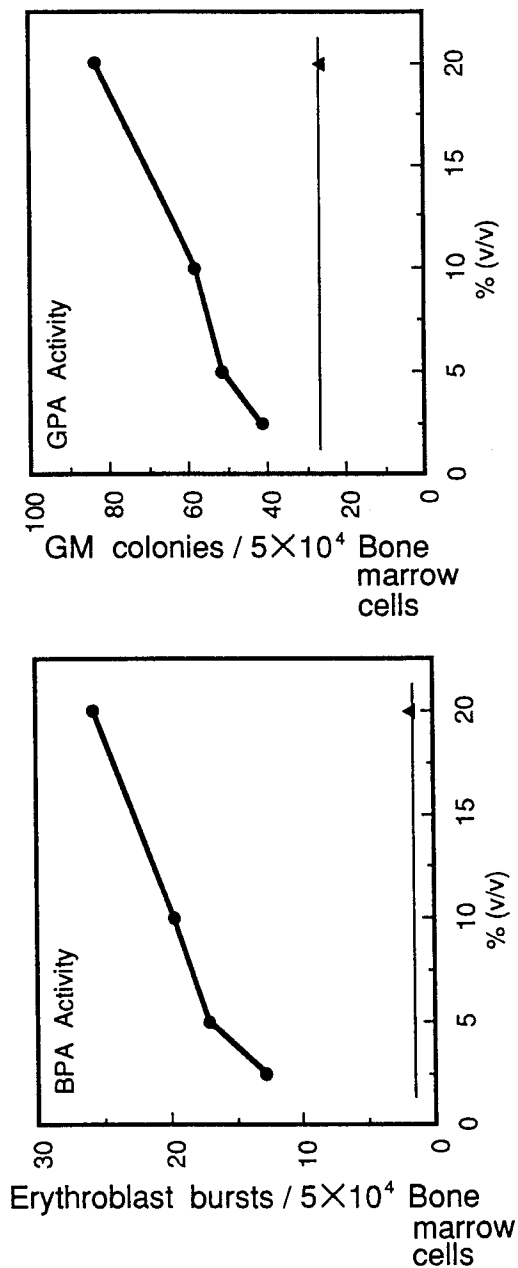 GPA Activity
100
80
60
40
20
0
0
5
10
15
20
% (v/v)
GM colonies / 5×10⁴ Bone
marrow
cells
BPA Activity
30
20
10
0
0
5
10
15
20
% (v/v)
Erythroblast bursts / 5×10⁴ Bone
marrow
cells